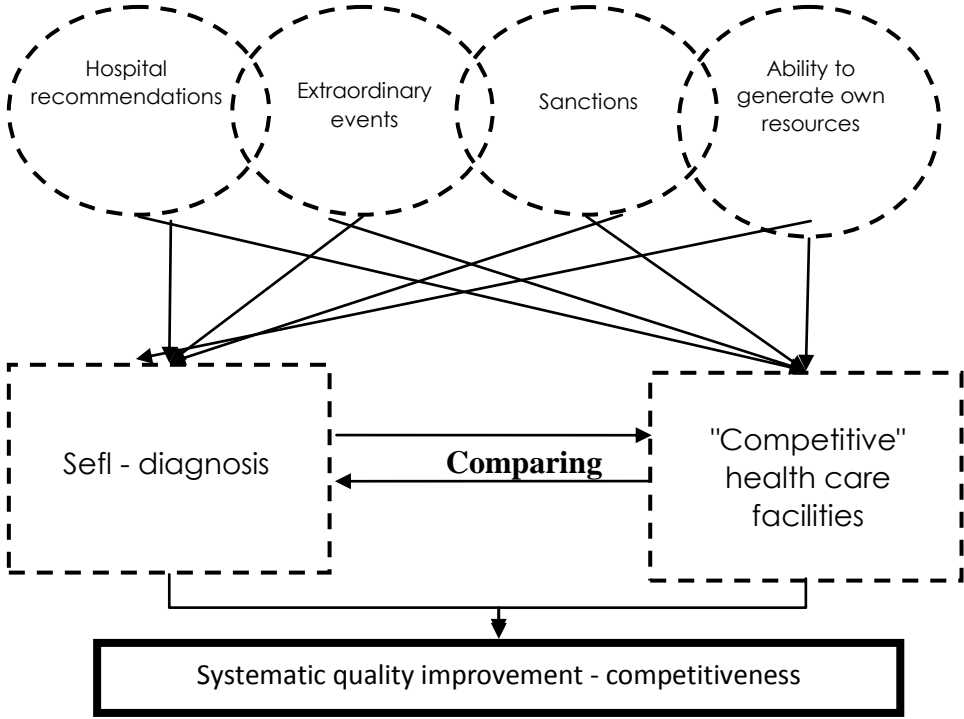 Hospital
recommendations
Extraordinary
events
Sanctions
Ability to
generate own
resources
Sefl - diagnosis
Comparing
"Competitive"
health care
facilities
Systematic quality improvement - competitiveness